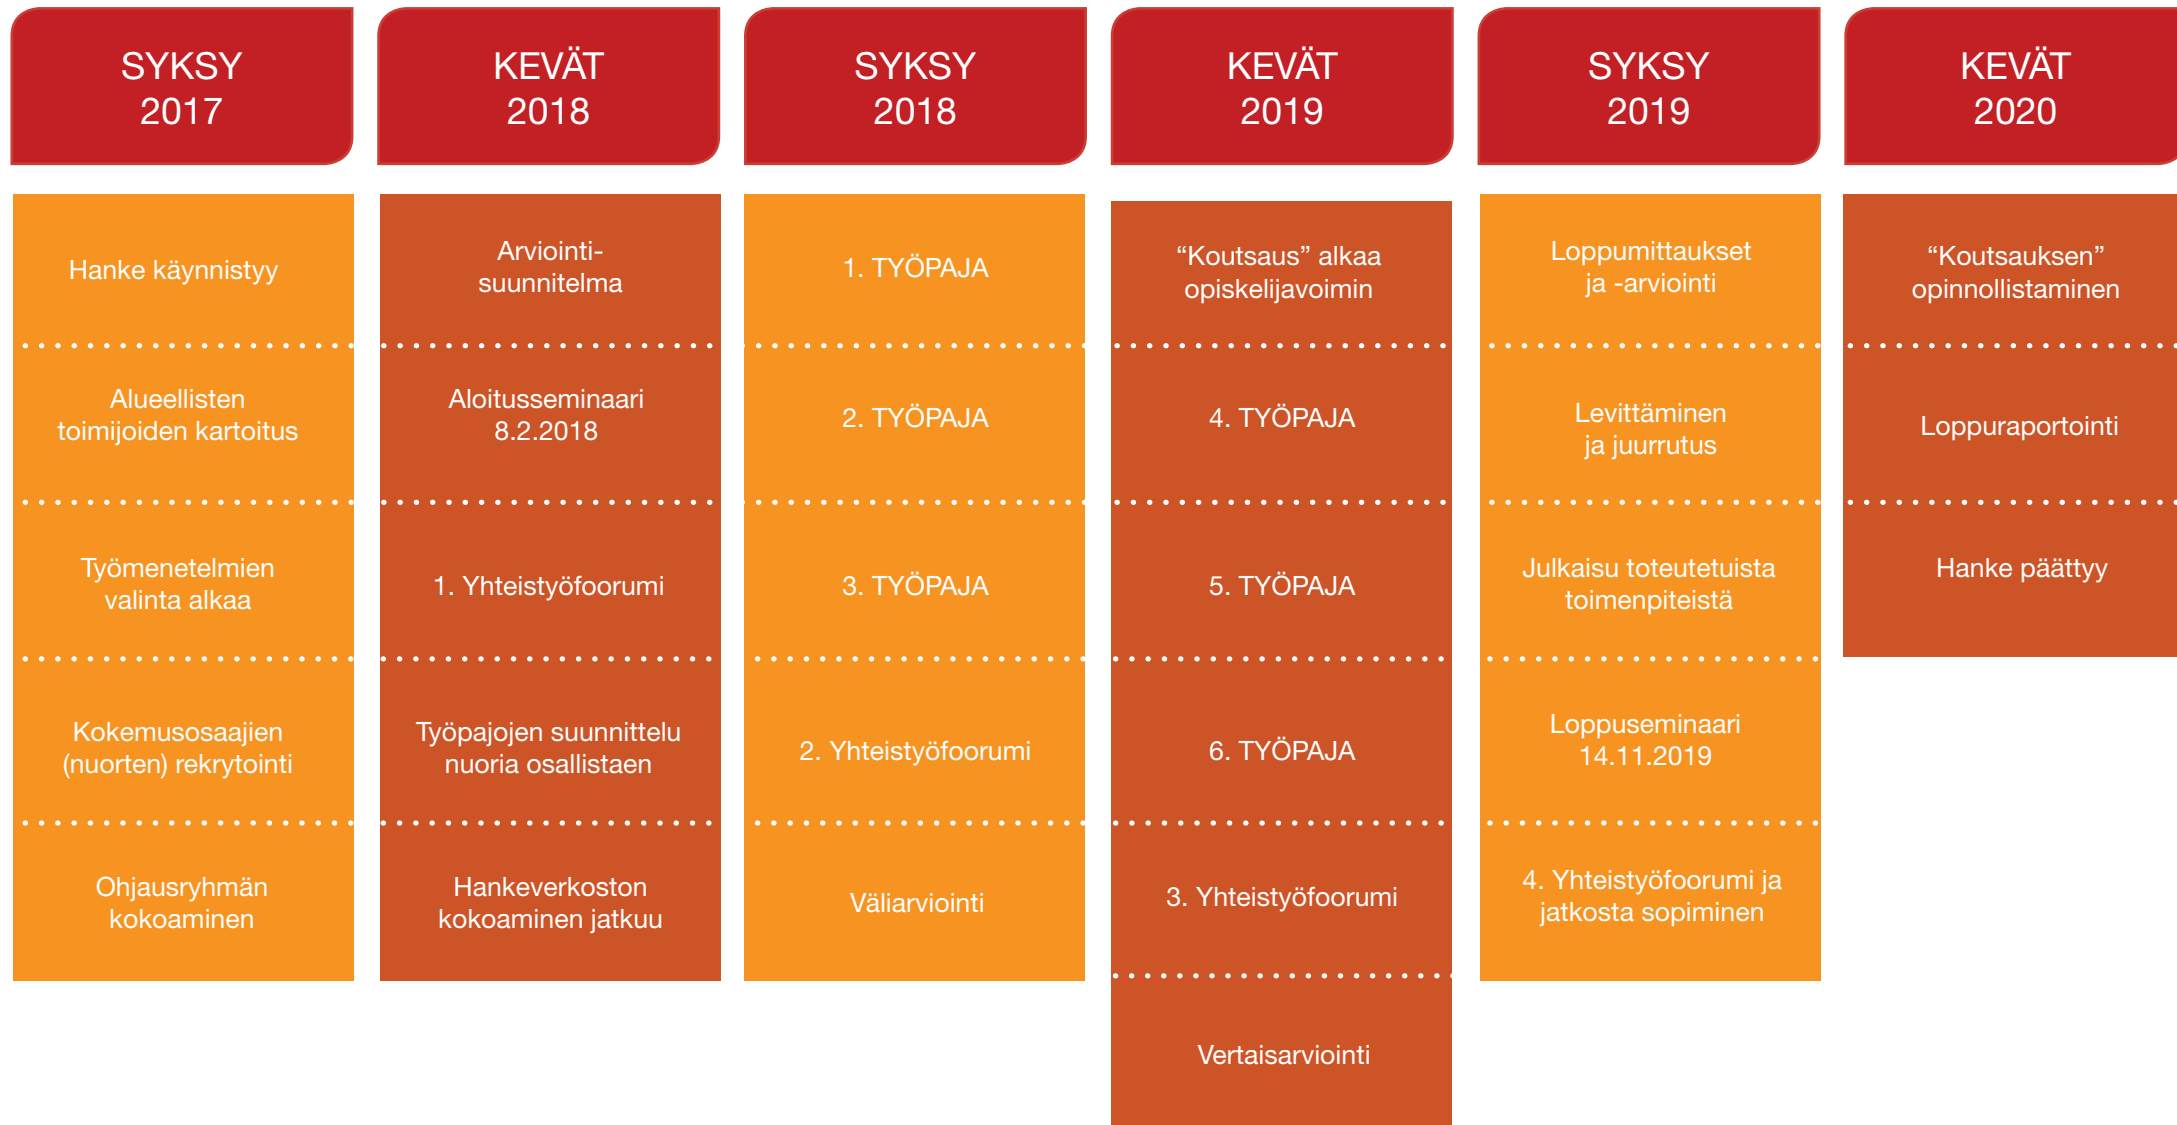 SYKSY
2017
Hanke käynnistyy
Alueellisten
toimijoiden kartoitus
Työmenetelmien
valinta alkaa
Kokemusosaajien
(nuorten) rekrytointi
Ohjausryhmän
kokoaminen
KEVÄT
2018
Arviointi-
suunnitelma
Aloitusseminaari
8.2.2018
1. Yhteistyöfoorumi
Työpajojen suunnittelu
nuoria osallistaen
Hankeverkoston
kokoaminen jatkuu
SYKSY
2018
1. TYÖPAJA
2. TYÖPAJA
3. TYÖPAJA
2. Yhteistyöfoorumi
Väliarviointi
KEVÄT
2019
“Koutsaus” alkaa
opiskelijavoimin
4. TYÖPAJA
5. TYÖPAJA
6. TYÖPAJA
3. Yhteistyöfoorumi
Vertaisarviointi
SYKSY
2019
Loppumittaukset
ja -arviointi
Levittäminen
ja juurrutus
Julkaisu toteutetuista
toimenpiteistä
Loppuseminaari
14.11.2019
4. Yhteistyöfoorumi ja
jatkosta sopiminen
KEVÄT
2020
“Koutsauksen”
opinnollistaminen
Loppuraportointi
Hanke päättyy